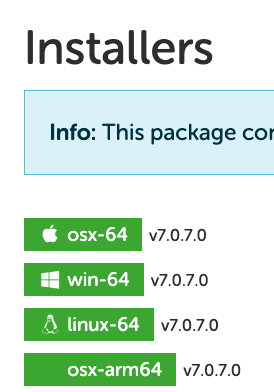 Installers
Info: This package cor
osx-64 v7.0.7.0
win-64 v7.0.7.0
linux-64 v7.0.7.0
osx-arm64 v7.0.7.0